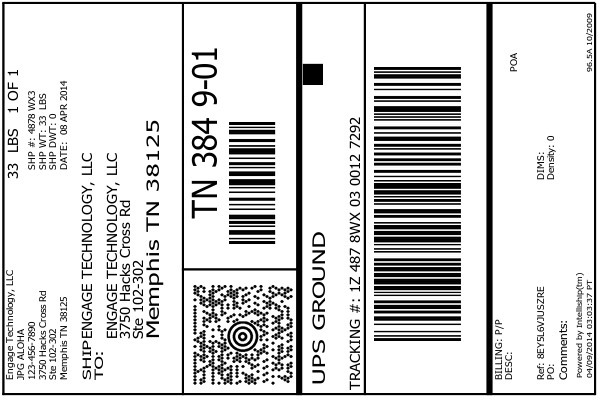 Engage Technology, LLC
JPG ALOHA
123-456-7890
3750 Hacks Cross Rd
Ste 102-302
Memphis TN 38125
33 LBS 1 OF 1
SHP #: 4878 WX3
SHP WT: 33 LBS
SHP DWT: 0
DATE: 08 APR 2014
SHIP TO:
ENGAGE TECHNOLOGY, LLC
ENGAGE TECHNOLOGY, LLC
3750 Hacks Cross Rd
Ste 102-302
Memphis TN 38125
TN 384 9-01
UPS GROUND
TRACKING #: 1Z 487 8WX 03 0012 7292
BILLING: P/P
DESC:
POA
Ref: 8EY5L6VJUSZRE
PO:
DIMS:
Density: 0
Comments:
Powered by Intelliship(tm)
04/09/2014 03:03:37 PT
96.5A 10/2009